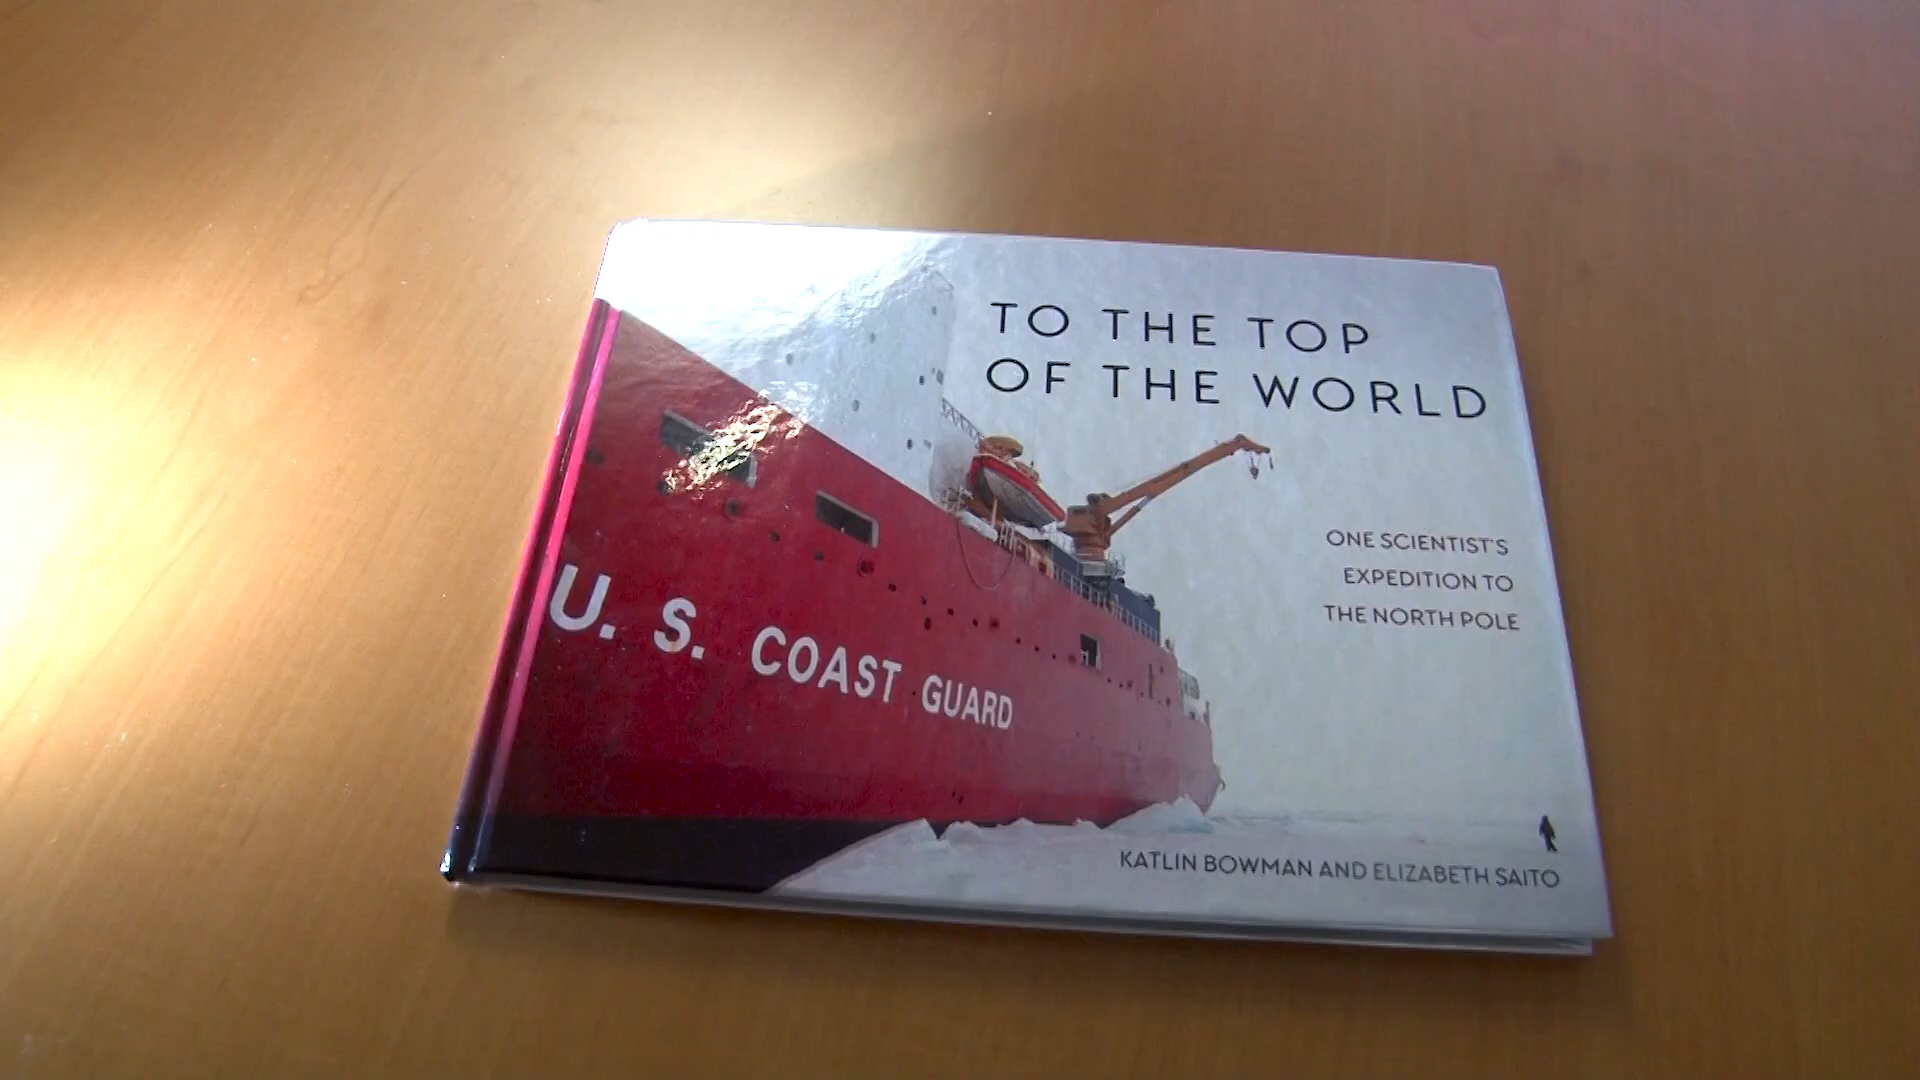 TO THE TOP
OF THE WORLD
ONE SCIENTIST'S
EXPEDITION TO
THE NORTH POLE
U. S. COAST GUARD
KATLIN BOWMAN AND ELIZABETH SAITO